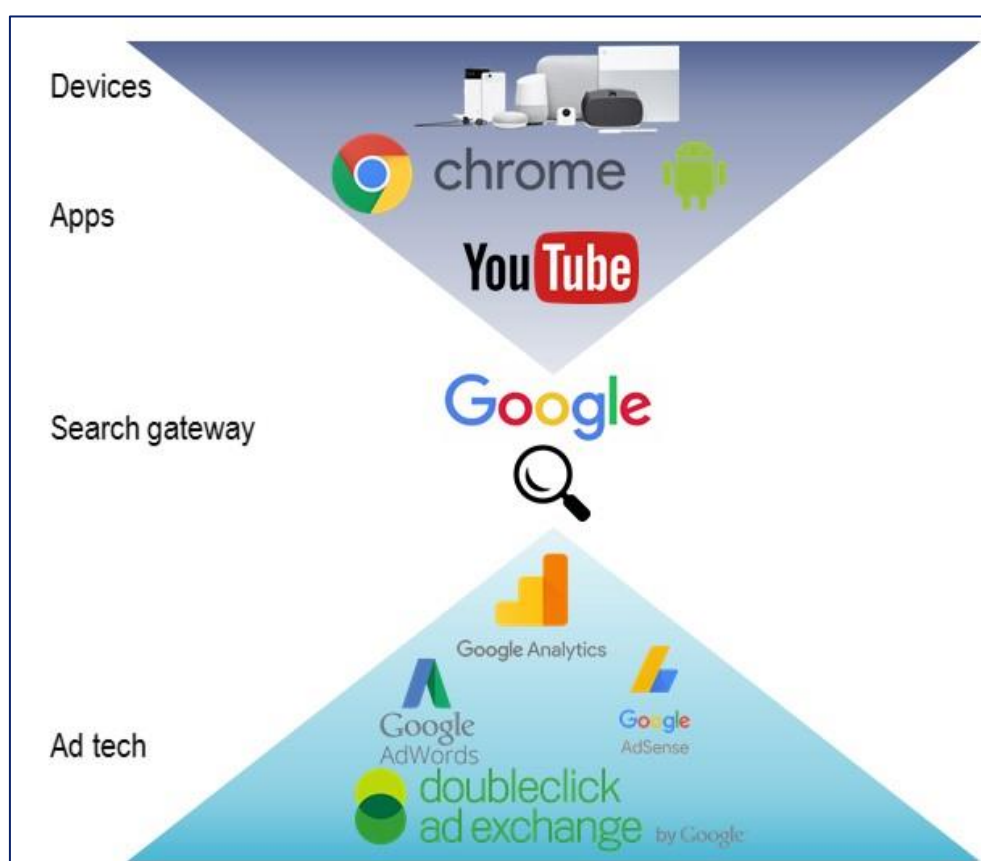 Devices
chrome
Apps
YouTube
Google
Search gateway
Google Analytics
Google
AdWords
Google
AdSense
Ad tech
doubleclick
ad exchange by Google